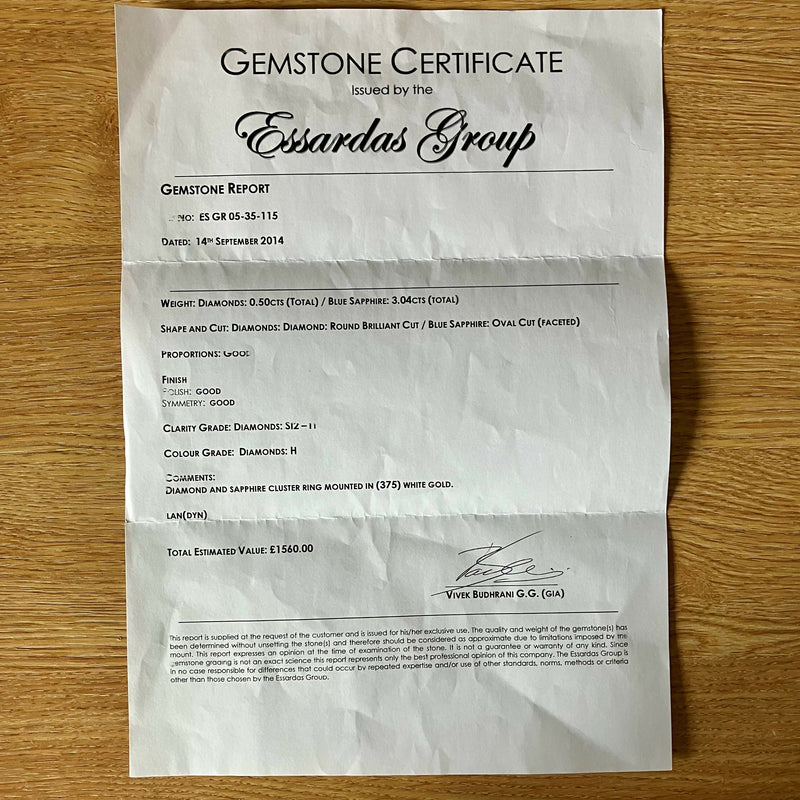 GEMSTONE CERTIFICATE
Issued by the
Essardas Group
GEMSTONE REPORT
NO: ES GR 05-35-115
DATED: 14TH SEPTEMBER 2014
WEIGHT: DIAMONDS: 0.50CTS (TOTAL) / BLUE SAPPHIRE: 3.04CTS (TOTAL)
SHAPE AND CUT: DIAMONDS: DIAMOND: ROUND BRILLIANT CUT / BLUE SAPPHIRE: OVAL CUT (FACETED)
PROPORTIONS: GOOD
FINISH
POLISH: GOOD
SYMMETRY: GOOD
CLARITY GRADE: DIAMONDS: SI2 – I1
COLOUR GRADE: DIAMONDS: H
COMMENTS:
DIAMOND AND SAPPHIRE CLUSTER RING MOUNTED IN (375) WHITE GOLD.
LAN(DYN)
TOTAL ESTIMATED VALUE: £1560.00
VIVEK BUDHRANI G.G. (GIA)
This report is supplied at the request of the customer and is issued for his/her exclusive use. The quality and weight of the gemstone(s) has
been determined without unsetting the stone(s) and therefore should be considered as approximate due to limitations imposed by the
mount. This report expresses an opinion at the time of examination of the stone. It is not a guarantee or warranty of any kind. Since
gemstone grading is not an exact science this report represents only the best professional opinion of this company. The Essardas Group is
in no case responsible for differences that could occur by repeated expertise and/or use of other standards, norms, methods or criteria
other than those chosen by the Essardas Group.